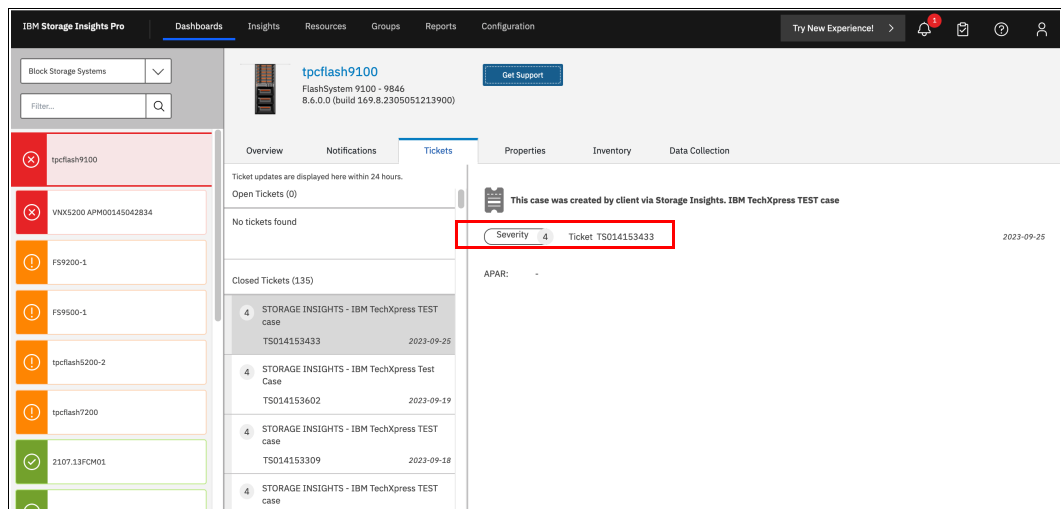 IBM Storage Insights Pro
Dashboards
Insights
Resources
Groups
Reports
Configuration
Try New Experience!
1
Block Storage Systems
Filter...
tpcflash9100
VNX5200 APM00145042834
FS9200-1
FS9500-1
tpcflash5200-2
tpcflash7200
2107.13FCM01
tpcflash9100
FlashSystem 9100 - 9846
8.6.0.0 (build 169.8.2305051213900)
Get Support
Overview
Notifications
Tickets
Properties
Inventory
Data Collection
Ticket updates are displayed here within 24 hours.
Open Tickets (0)
No tickets found
Closed Tickets (135)
4 STORAGE INSIGHTS - IBM TechXpress TEST
case
TS014153433 2023-09-25
4 STORAGE INSIGHTS - IBM TechXpress Test
Case
TS014153602 2023-09-19
4 STORAGE INSIGHTS - IBM TechXpress TEST
case
TS014153309 2023-09-18
4 STORAGE INSIGHTS - IBM TechXpress TEST
case
This case was created by client via Storage Insights. IBM TechXpress TEST case
Severity 4 Ticket TS014153433 2023-09-25
APAR: -